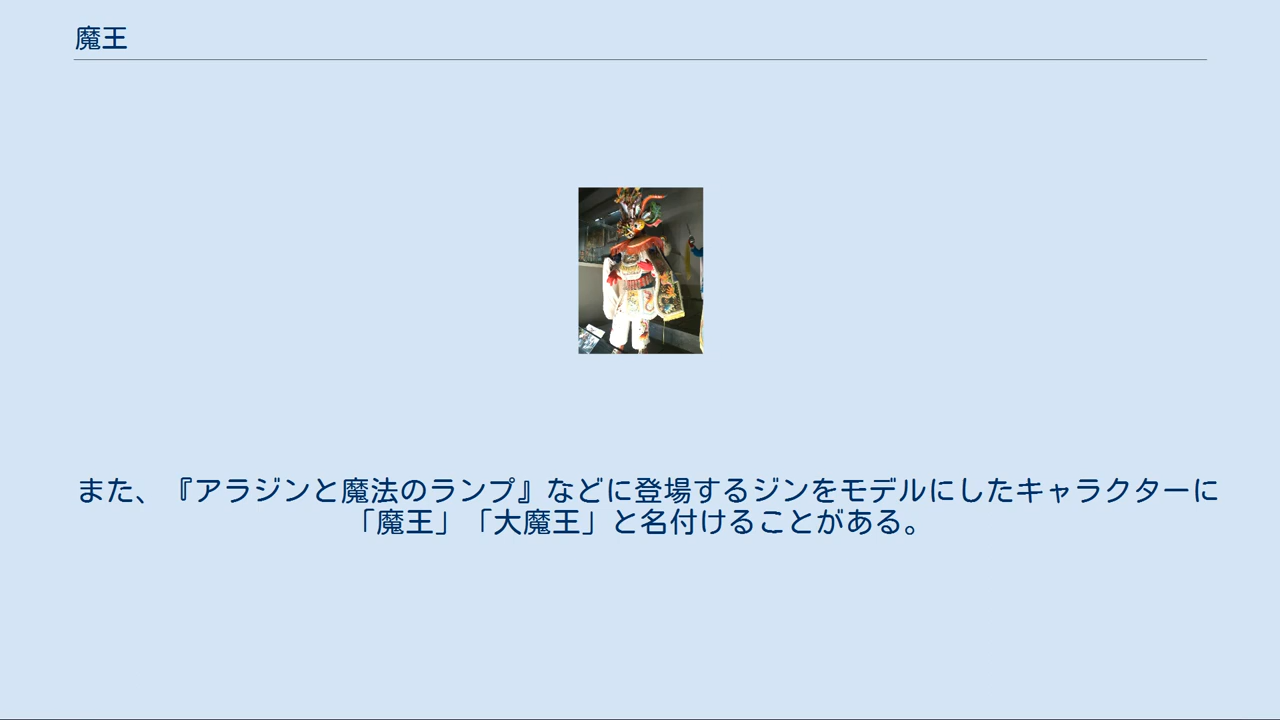 魔王
また、『アラジンと魔法のランプ』などに登場するジンをモデルにしたキャラクターに
「魔王」「大魔王」と名付けることがある。